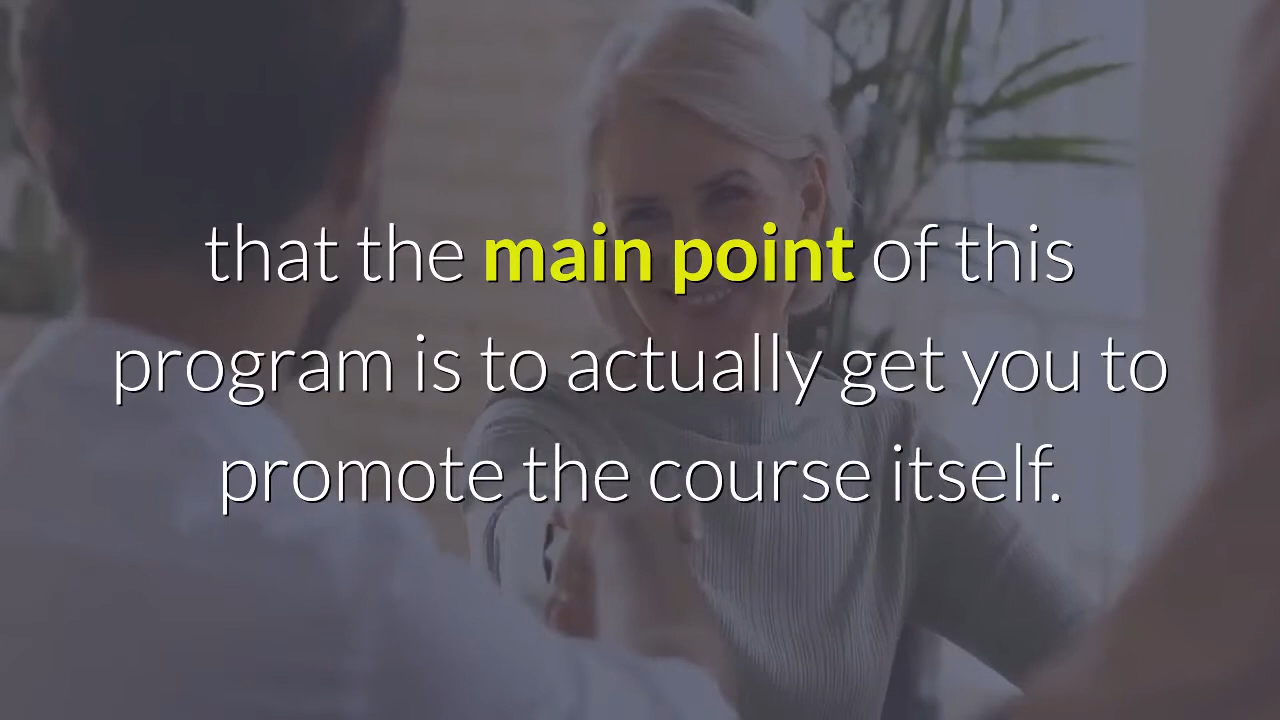 that the main point of this
program is to actually get you to
promote the course itself.